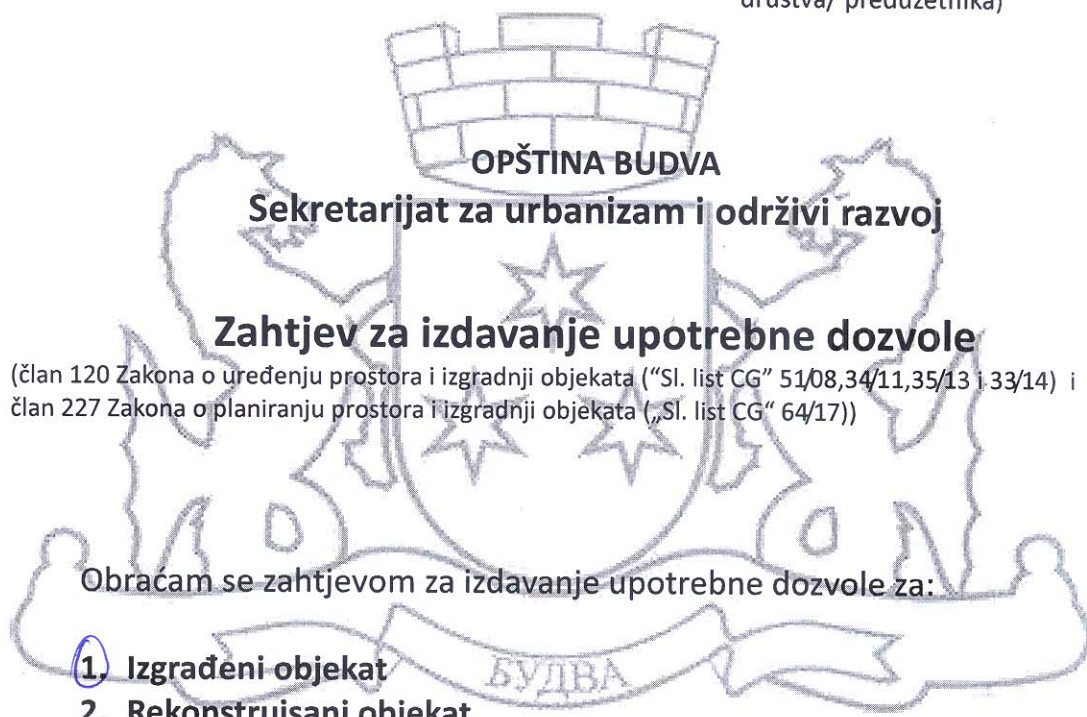 društva/ preduzetnika)
OPŠTINA BUDVA
Sekretarijat za urbanizam i održivi razvoj
Zahtjev za izdavanje upotrebne dozvole
(član 120 Zakona o uređenju prostora i izgradnji objekata (“Sl. list CG” 51/08,34/11,35/13 i 33/14) i
član 227 Zakona o planiranju prostora i izgradnji objekata („Sl. list CG“ 64/17))
Obraćam se zahtjevom za izdavanje upotrebne dozvole za:
1. Izgrađeni objekat
БУДВА
2. Rekonstruisani objekat